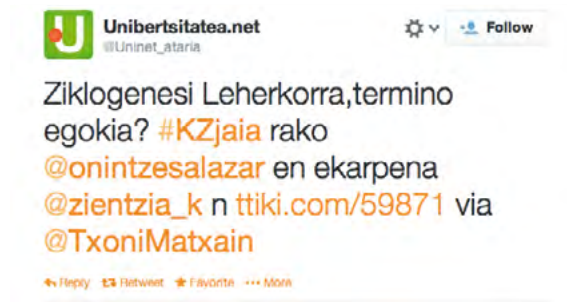 Unibertsitatea.net
@Uninet_ataria
Follow
Ziklogenesi Leherkorra,termino
egokia? #KZjaia rako
@onintzesalazar en ekarpena
@zientzia_k n ttiki.com/59871 via
@TxoniMatxain
Reply Retweet Favorite More